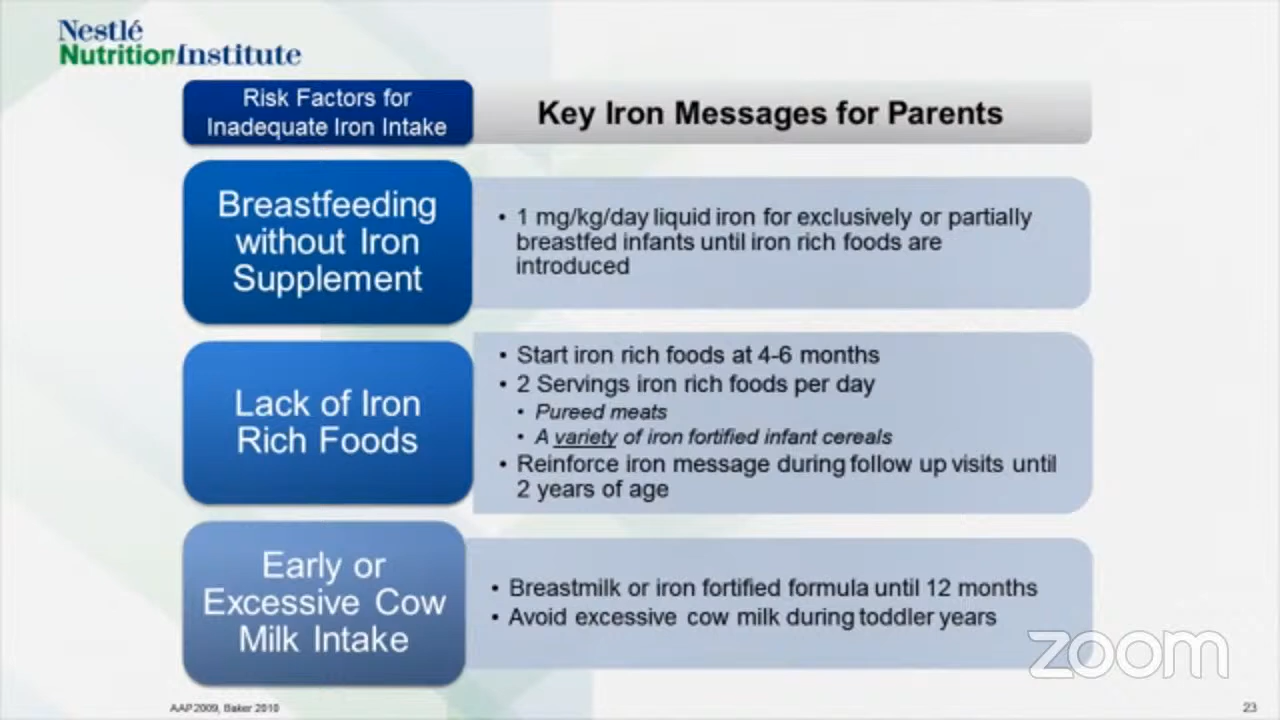 Nestlé
NutritionInstitute
Risk Factors for
Inadequate Iron Intake
Key Iron Messages for Parents
Breastfeeding
without Iron
Supplement
• 1 mg/kg/day liquid iron for exclusively or partially
breastfed infants until iron rich foods are
introduced
Lack of Iron
Rich Foods
• Start iron rich foods at 4-6 months
• 2 Servings iron rich foods per day
• Pureed meats
• A variety of iron fortified infant cereals
• Reinforce iron message during follow up visits until
2 years of age
Early or
Excessive Cow
Milk Intake
• Breastmilk or iron fortified formula until 12 months
• Avoid excessive cow milk during toddler years
zoom
AAP 2009, Baker 2010
23